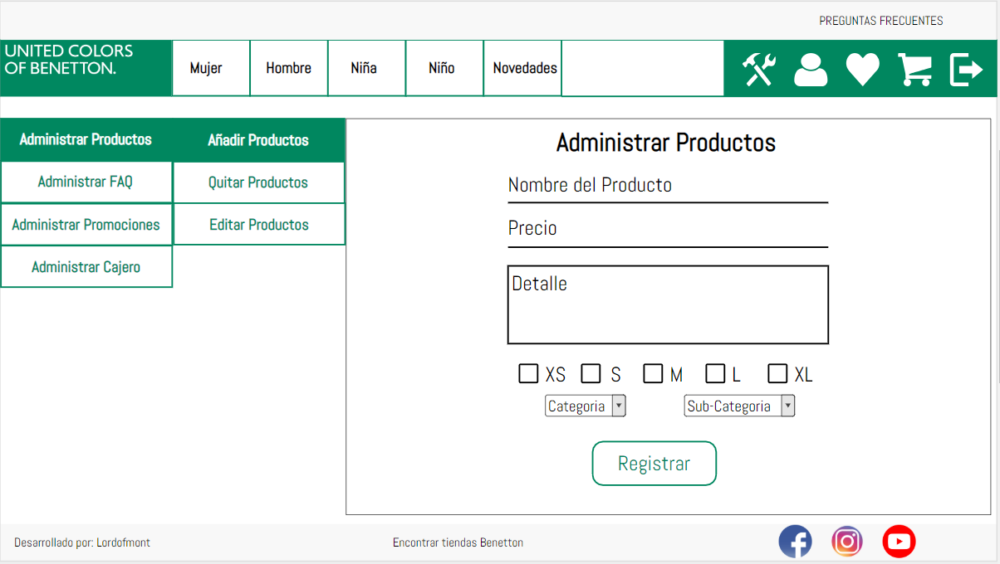 PREGUNTAS FRECUENTES
UNITED COLORS
OF BENETTON.
Mujer
Hombre
Niña
Niño
Novedades
Administrar Productos
Añadir Productos
Administrar FAQ
Quitar Productos
Administrar Promociones
Editar Productos
Administrar Cajero
Administrar Productos
Nombre del Producto
Precio
Detalle
XS S M L XL
Categoria Sub-Categoria
Registrar
Desarrollado por: Lordofmont
Encontrar tiendas Benetton